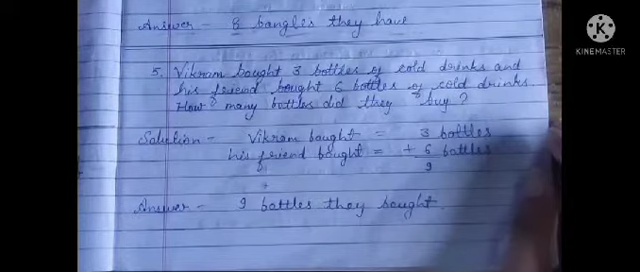 Answer - 8 bangles they have
KINEMASTER
5. Vikram bought 3 bottles of cold drinks and
his friend bought 6 bottles of cold drinks.
How many bottles did they buy?
Solution - Vikram bought = 3 bottles
his friend bought = + 6 bottles
9
Answer - 9 bottles they bought.